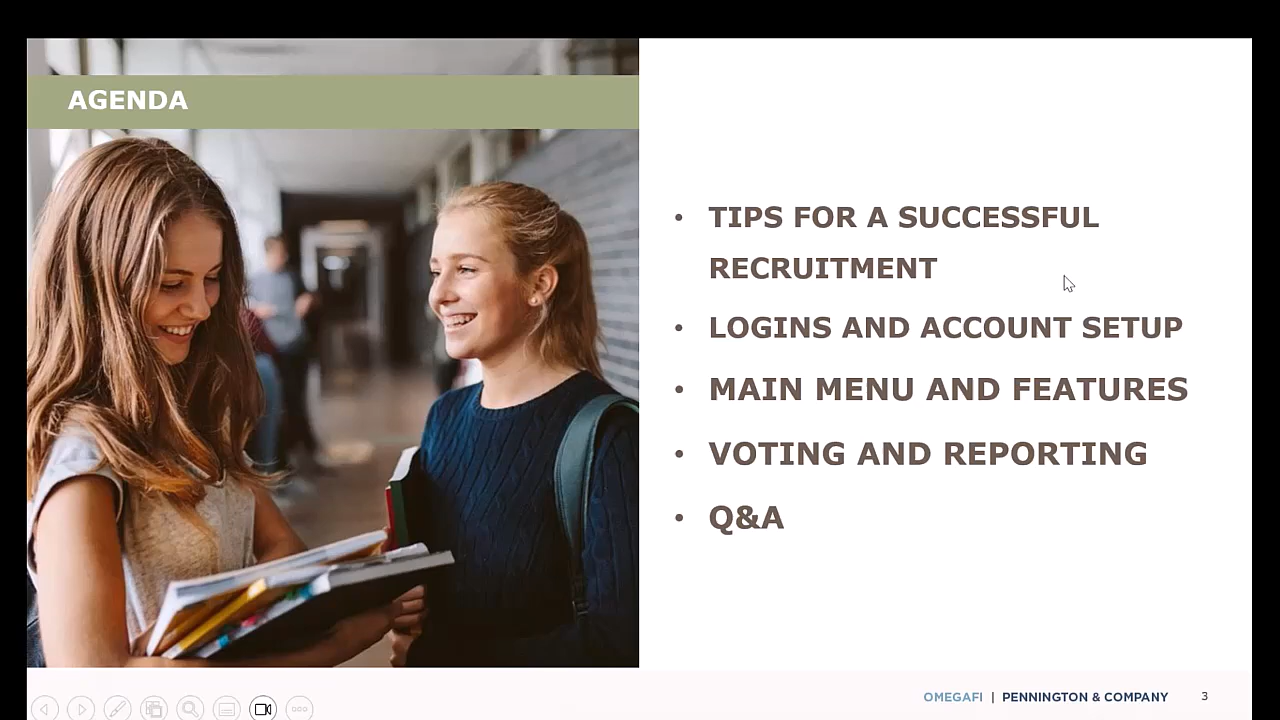 AGENDA
• TIPS FOR A SUCCESSFUL
RECRUITMENT
• LOGINS AND ACCOUNT SETUP
• MAIN MENU AND FEATURES
• VOTING AND REPORTING
• Q&A
OMEGAFI | PENNINGTON & COMPANY 3